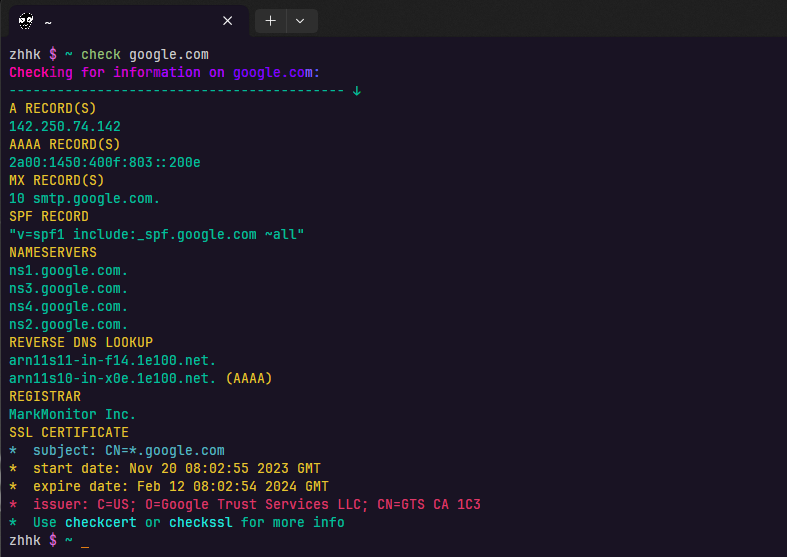 ~
zhhk $ ~ check google.com
Checking for information on google.com:
------------------------------------------ ↓
A RECORD(S)
142.250.74.142
AAAA RECORD(S)
2a00:1450:400f:803::200e
MX RECORD(S)
10 smtp.google.com.
SPF RECORD
"v=spf1 include:_spf.google.com ~all"
NAMESERVERS
ns1.google.com.
ns3.google.com.
ns4.google.com.
ns2.google.com.
REVERSE DNS LOOKUP
arn11s11-in-f14.1e100.net.
arn11s10-in-x0e.1e100.net. (AAAA)
REGISTRAR
MarkMonitor Inc.
SSL CERTIFICATE
*  subject: CN=*.google.com
*  start date: Nov 20 08:02:55 2023 GMT
*  expire date: Feb 12 08:02:54 2024 GMT
*  issuer: C=US; O=Google Trust Services LLC; CN=GTS CA 1C3
*  Use checkcert or checkssl for more info
zhhk $ ~ _